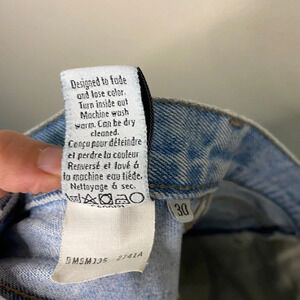 Designed to fade
and lose color.
Turn inside out
Machine wash
warm. Can be dry
cleaned.
Conçu pour déteindre
et perdre la couleur
Renversé et lavé à
la machine eau tiède.
Nettoyage à sec.
30
2741A